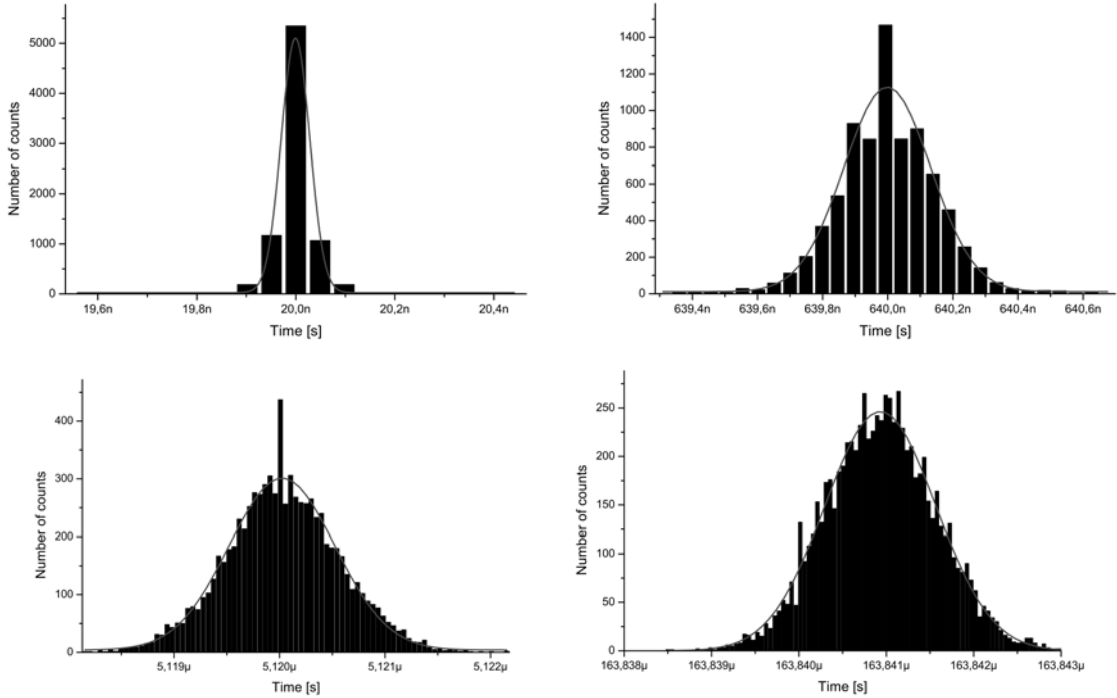 5000
4000
3000
2000
1000
0
Number of counts
19,6n 19,8n 20,0n 20,2n 20,4n
Time [s]
1400
1200
1000
800
600
400
200
0
Number of counts
639,4n 639,6n 639,8n 640,0n 640,2n 640,4n 640,6n
Time [s]
400
300
200
100
0
Number of counts
5,119µ 5,120µ 5,121µ 5,122µ
Time [s]
250
200
150
100
50
0
Number of counts
163,838µ 163,839µ 163,840µ 163,841µ 163,842µ 163,843µ
Time [s]